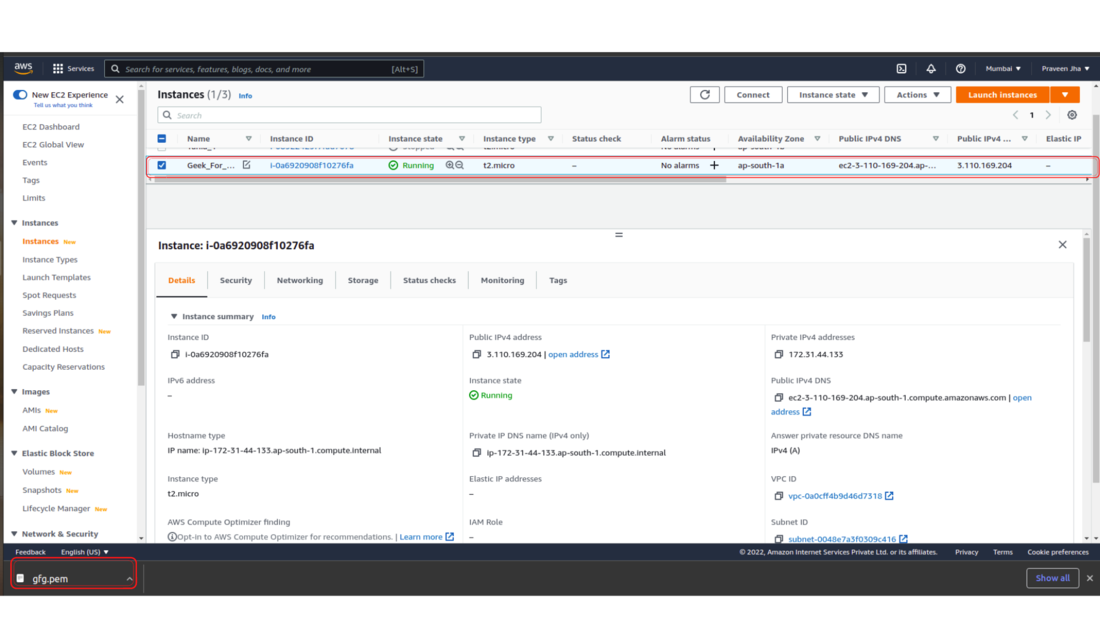 aws Services Search for services, features, blogs, docs, and more [Alt+S] Mumbai Praveen Jha
New EC2 Experience
Tell us what you think
EC2 Dashboard
EC2 Global View
Events
Tags
Limits
Instances
Instances New
Instance Types
Launch Templates
Spot Requests
Savings Plans
Reserved Instances New
Dedicated Hosts
Capacity Reservations
Images
AMIs New
AMI Catalog
Elastic Block Store
Volumes New
Snapshots New
Lifecycle Manager New
Network & Security
Instances (1/3) Info Connect Instance state Actions Launch instances
Search 1
Name Instance ID Instance state Instance type Status check Alarm status Availability Zone Public IPv4 DNS Public IPv4 ... Elastic IP
Geek_For_... i-0a6920908f10276fa Running t2.micro – No alarms ap-south-1a ec2-3-110-169-204.ap-... 3.110.169.204 –
Instance: i-0a6920908f10276fa
Details Security Networking Storage Status checks Monitoring Tags
Instance summary Info
Instance ID Public IPv4 address Private IPv4 addresses
i-0a6920908f10276fa 3.110.169.204 | open address 172.31.44.133
IPv6 address Instance state Public IPv4 DNS
– Running ec2-3-110-169-204.ap-south-1.compute.amazonaws.com | open
address
Hostname type Private IP DNS name (IPv4 only) Answer private resource DNS name
IP name: ip-172-31-44-133.ap-south-1.compute.internal ip-172-31-44-133.ap-south-1.compute.internal IPv4 (A)
Instance type Elastic IP addresses VPC ID
t2.micro – vpc-0a0cff4b9d46d7318
AWS Compute Optimizer finding IAM Role Subnet ID
Opt-in to AWS Compute Optimizer for recommendations. | Learn more – subnet-0048e7a3f0309c416
Feedback English (US) © 2022, Amazon Internet Services Private Ltd. or its affiliates. Privacy Terms Cookie preferences
gfg.pem Show all